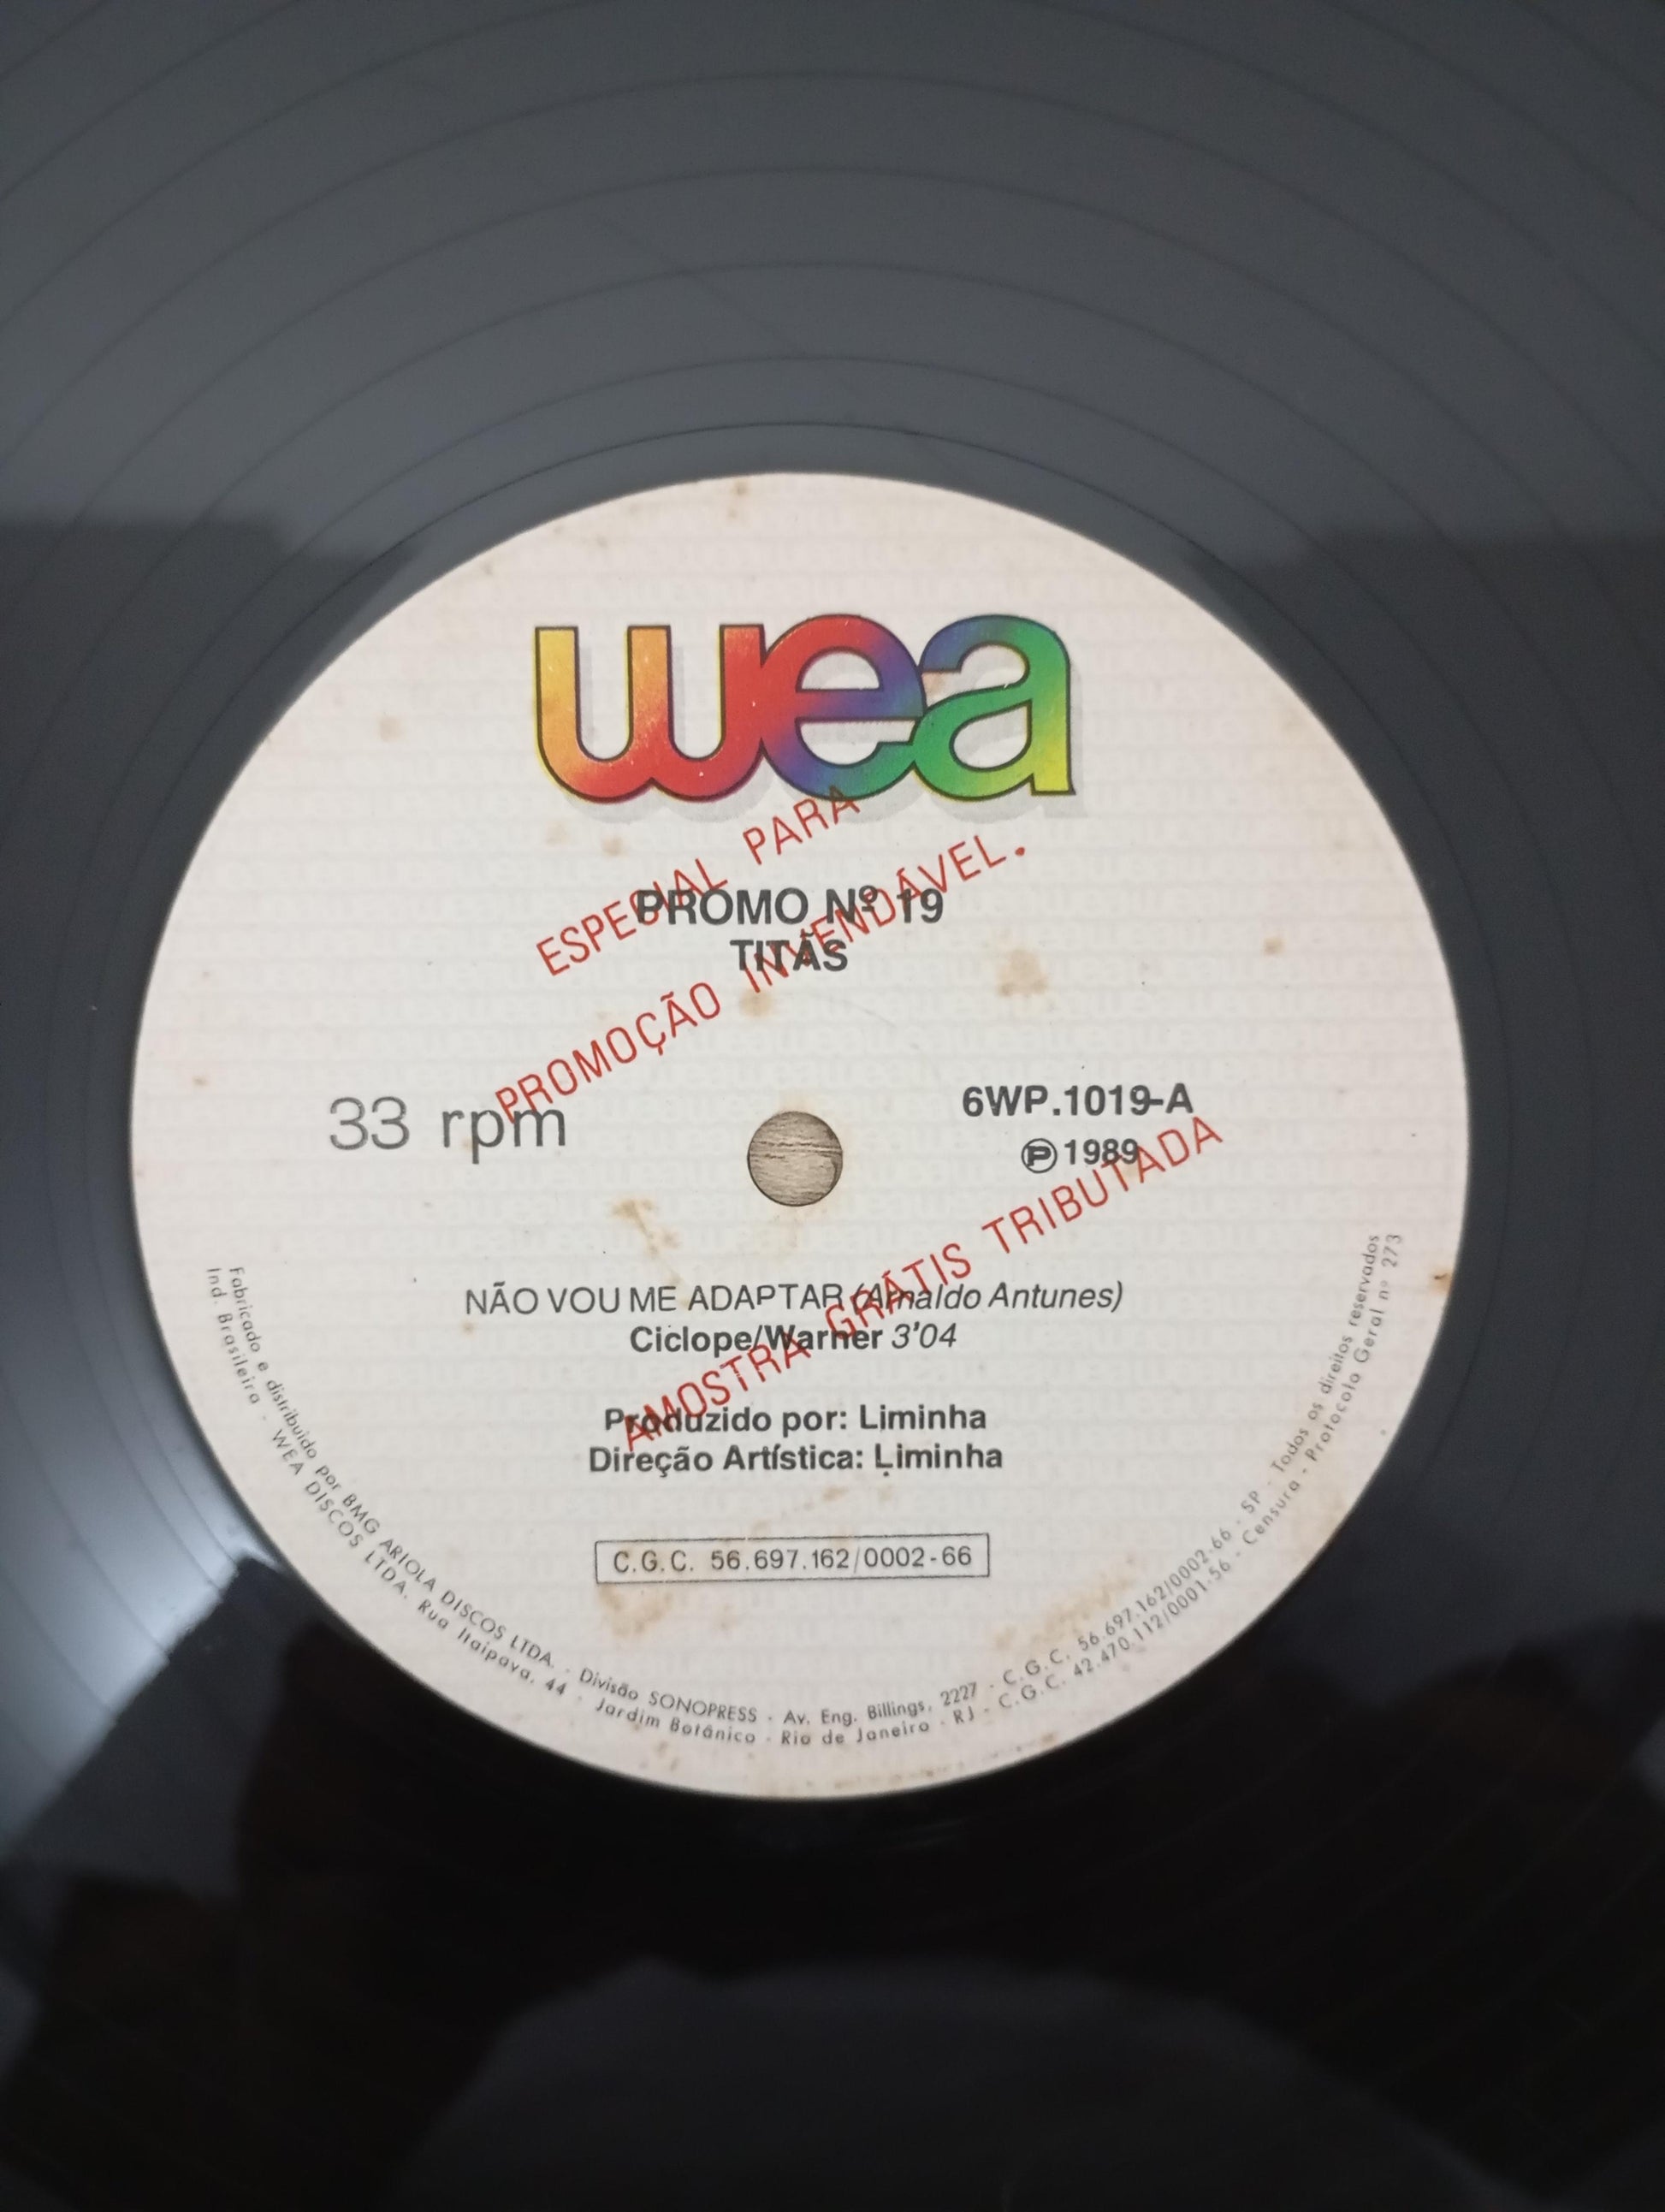 wea
ESPECIAL PARA
PROMOÇÃO INVENDÁVEL.
PROMO Nº 19
TITÃS
33 rpm
6WP.1019-A
℗ 1989
AMOSTRA GRÁTIS TRIBUTADA
NÃO VOU ME ADAPTAR (Arnaldo Antunes)
Ciclope/Warner 3'04
Produzido por: Liminha
Direção Artística: Liminha
C.G.C. 56.697.162/0002-66
Fabricado e distribuído por BMG ARIOLA DISCOS LTDA. - Divisão SONOPRESS - Av. Eng. Billings, 2227 - C.G.C. 56.697.162/0002-66 - SP - Todos os direitos reservados
Ind. Brasileira - WEA DISCOS LTDA. Rua Itaipava, 44 - Jardim Botânico - Rio de Janeiro - RJ - C.G.C. 42.470.112/0001-56 - Censura - Protocolo Geral nº 273